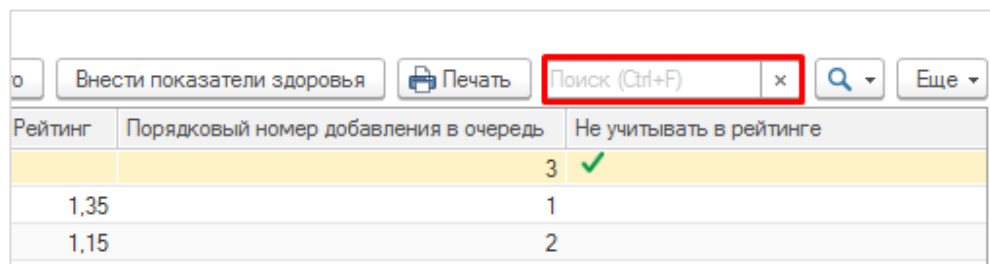 о Внести показатели здоровья Печать Поиск (Ctrl+F) × Еще
Рейтинг Порядковый номер добавления в очередь Не учитывать в рейтинге
3
1,35 1
1,15 2